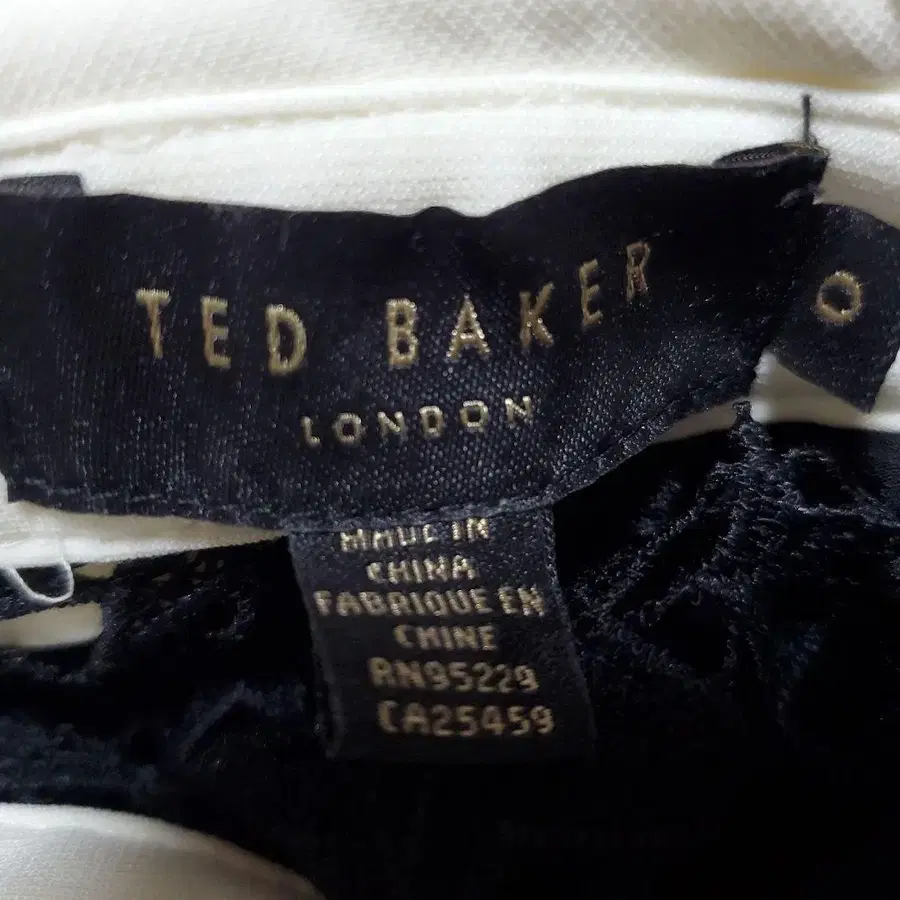 TED BAKER
LONDON
0
MADE IN
CHINA
FABRIQUE EN
CHINE
RN95229
CA25459